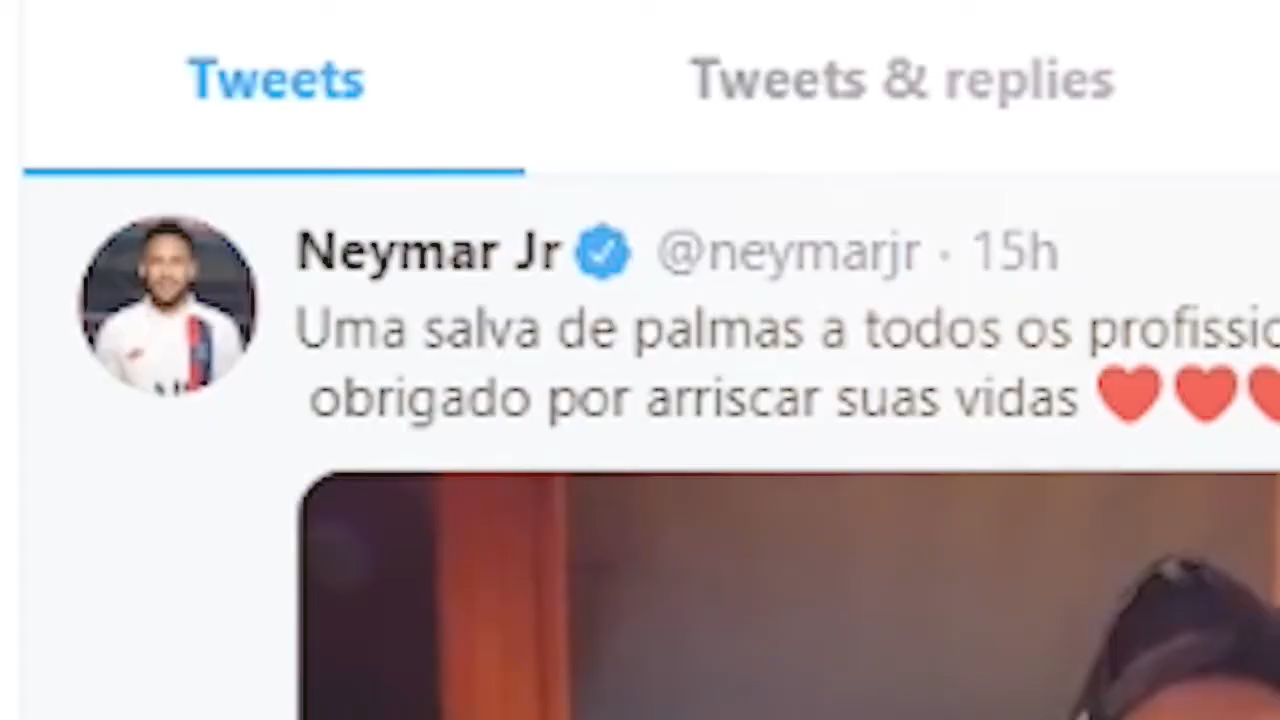 Tweets
Tweets & replies
Neymar Jr @neymarjr · 15h
Uma salva de palmas a todos os
obrigado por arriscar suas vidas ❤️❤️